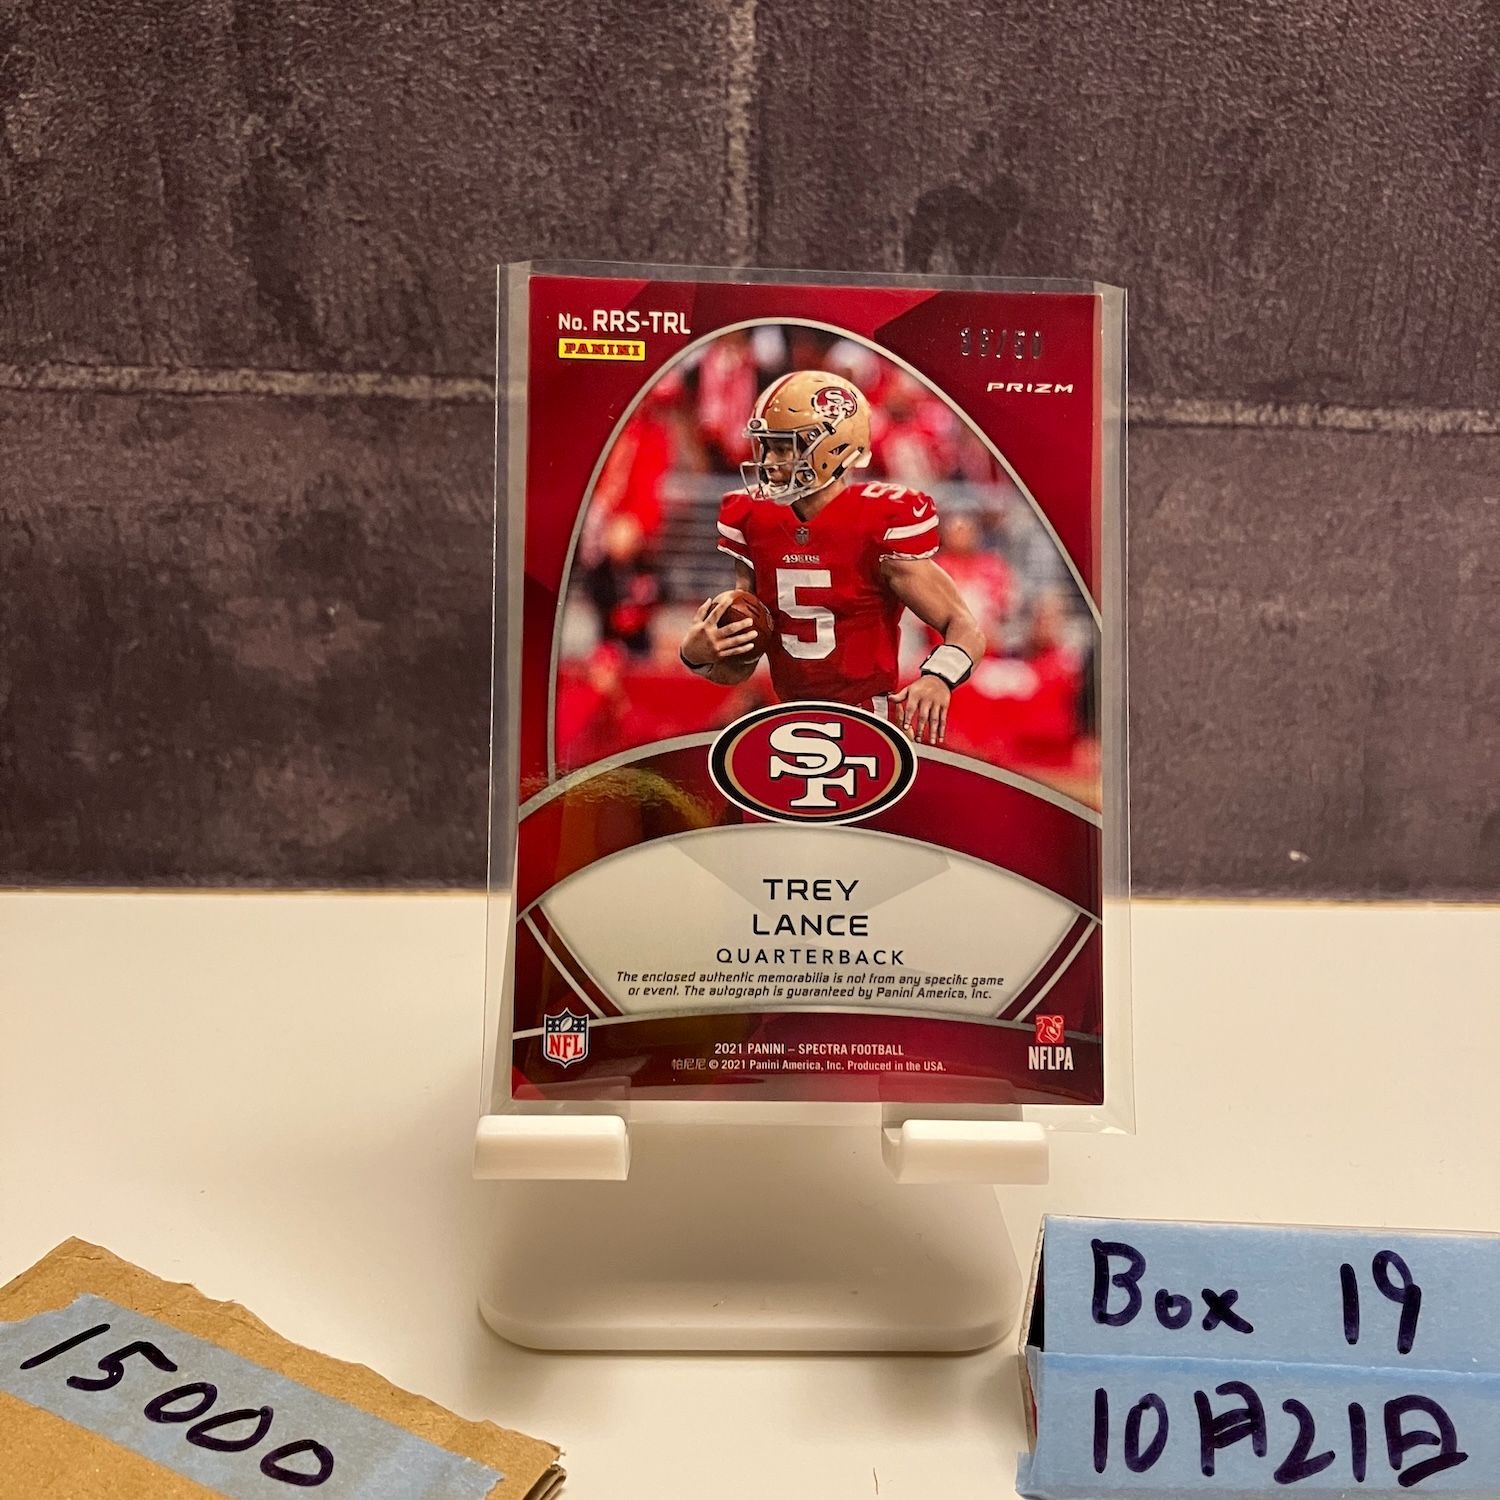 No. RRS-TRL
PANINI
PRIZM
SF
5
49ERS
5
SF
TREY
LANCE
QUARTERBACK
The enclosed authentic memorabilia is not from any specific game
or event. The autograph is guaranteed by Panini America, Inc.
NFL
NFLPA
2021 PANINI – SPECTRA FOOTBALL
帕尼尼 © 2021 Panini America, Inc. Produced in the USA.
15000
Box 19
10月21日